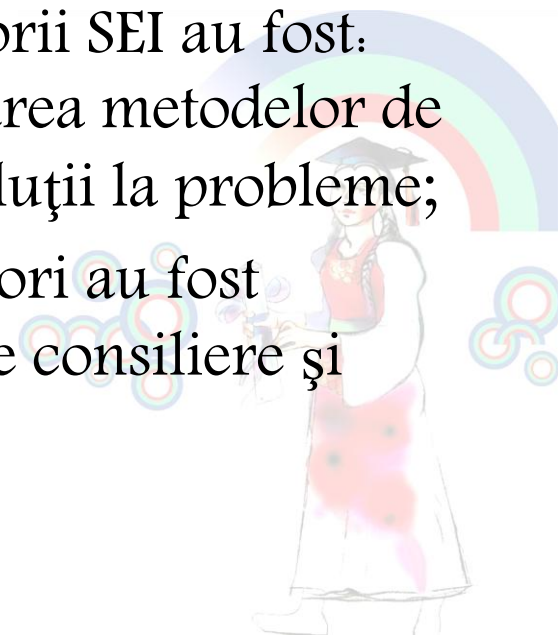 orii SEI au fost:
area metodelor de
luţii la probleme;
ori au fost
e consiliere şi